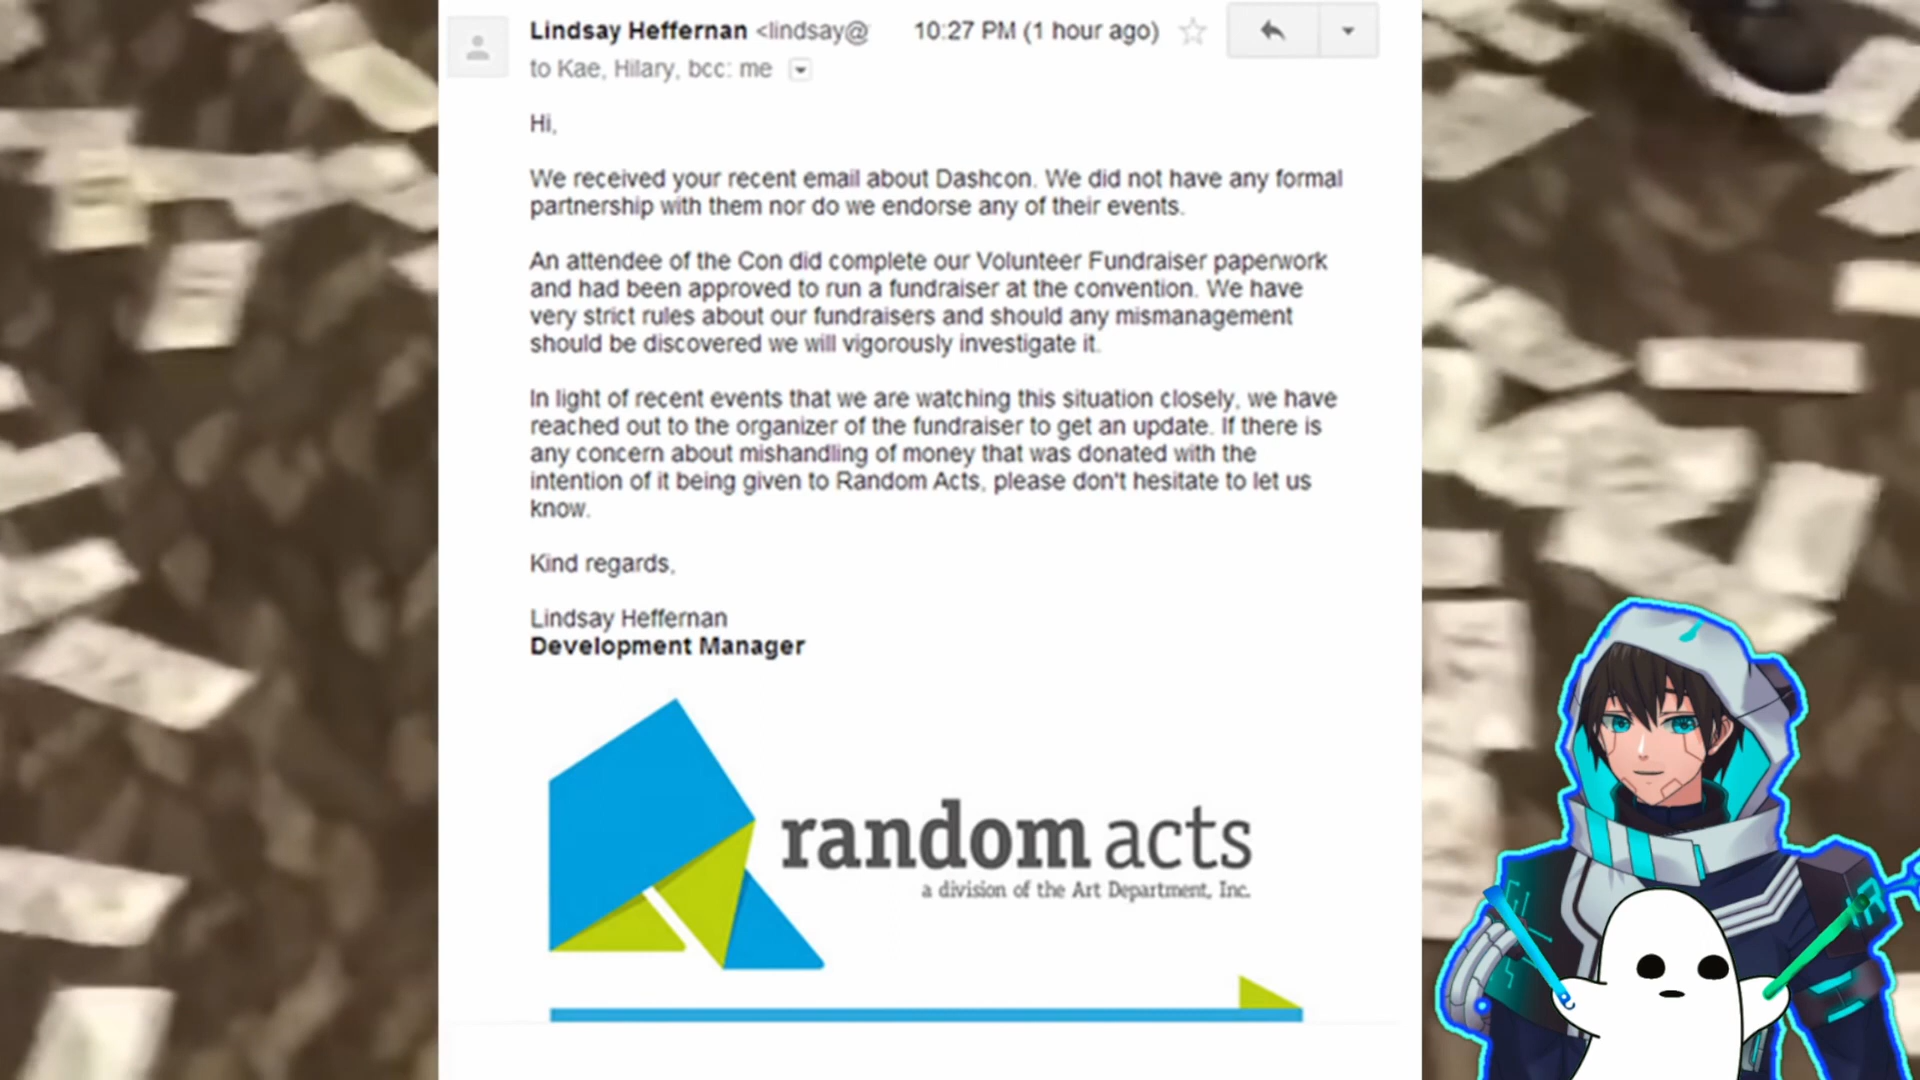 Lindsay Heffernan <lindsay@ 10:27 PM (1 hour ago)
to Kae, Hilary, bcc: me
Hi,
We received your recent email about Dashcon. We did not have any formal
partnership with them nor do we endorse any of their events.
An attendee of the Con did complete our Volunteer Fundraiser paperwork
and had been approved to run a fundraiser at the convention. We have
very strict rules about our fundraisers and should any mismanagement
should be discovered we will vigorously investigate it.
In light of recent events that we are watching this situation closely, we have
reached out to the organizer of the fundraiser to get an update. If there is
any concern about mishandling of money that was donated with the
intention of it being given to Random Acts, please don't hesitate to let us
know.
Kind regards,
Lindsay Heffernan
Development Manager
random acts
a division of the Art Department, Inc.